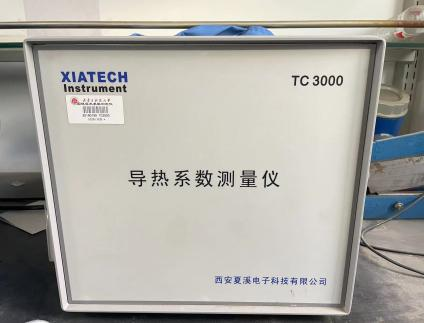 XIATECH
TC 3000
Instrument
导热系数测量仪
西安夏溪电子科技有限公司